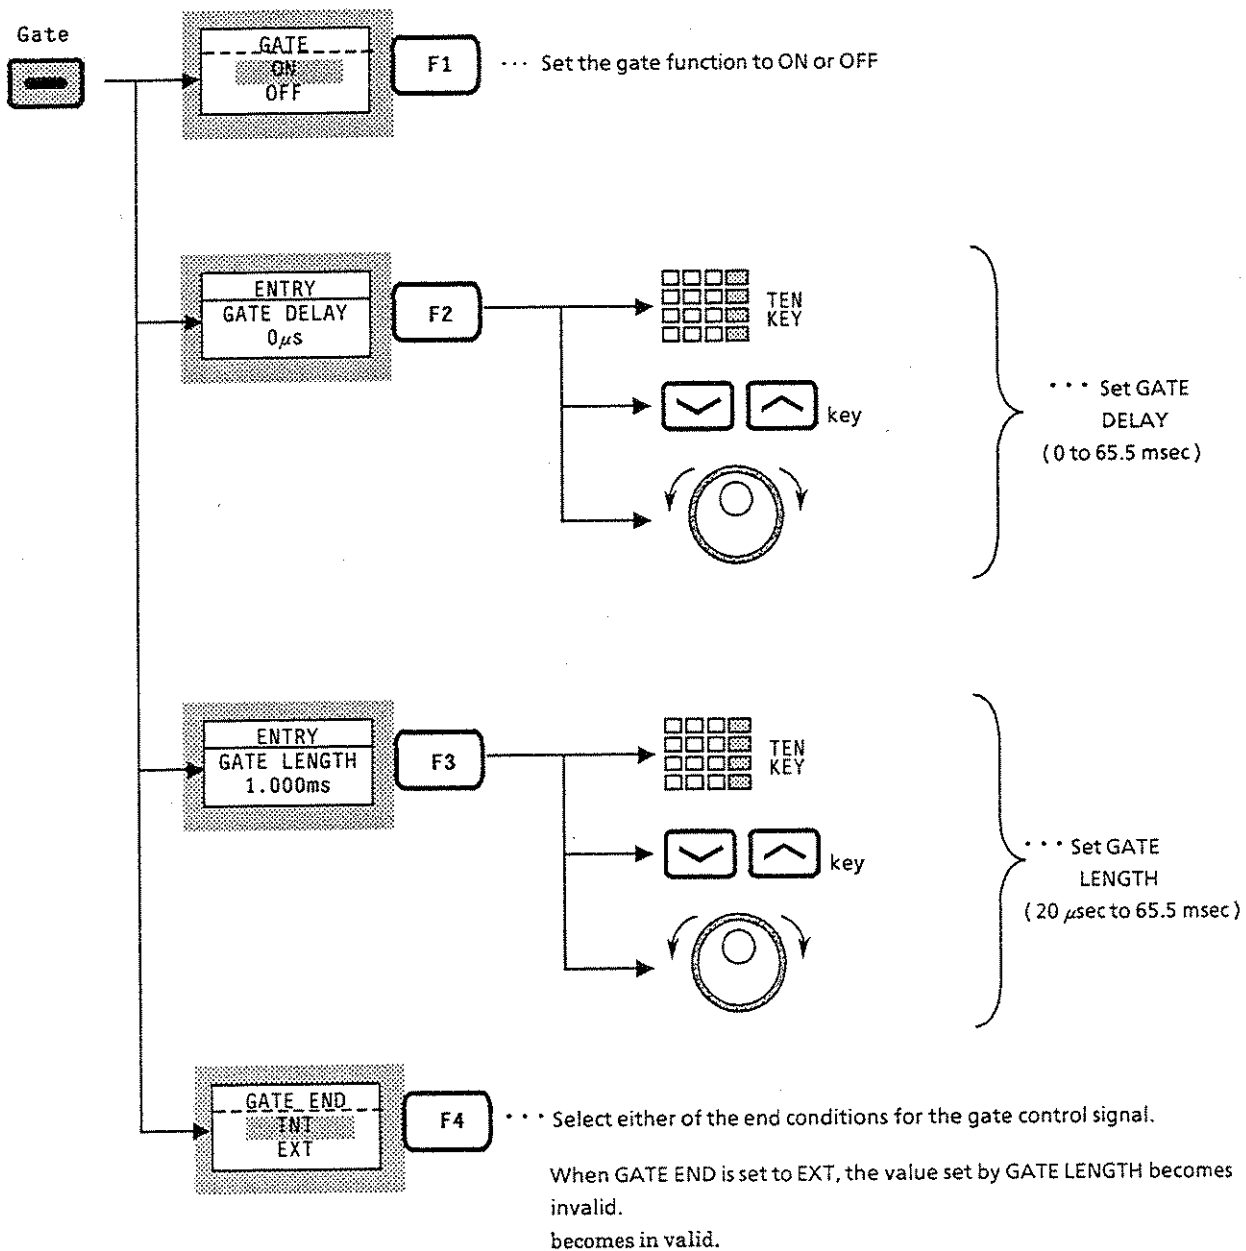 Gate
GATE
ON
OFF
F1
··· Set the gate function to ON or OFF
ENTRY
GATE DELAY
0μs
F2
TEN
KEY
key
··· Set GATE
DELAY
(0 to 65.5 msec)
ENTRY
GATE LENGTH
1.000ms
F3
TEN
KEY
key
··· Set GATE
LENGTH
(20 μsec to 65.5 msec)
GATE END
INT
EXT
F4
··· Select either of the end conditions for the gate control signal.
When GATE END is set to EXT, the value set by GATE LENGTH becomes
invalid.
becomes in valid.